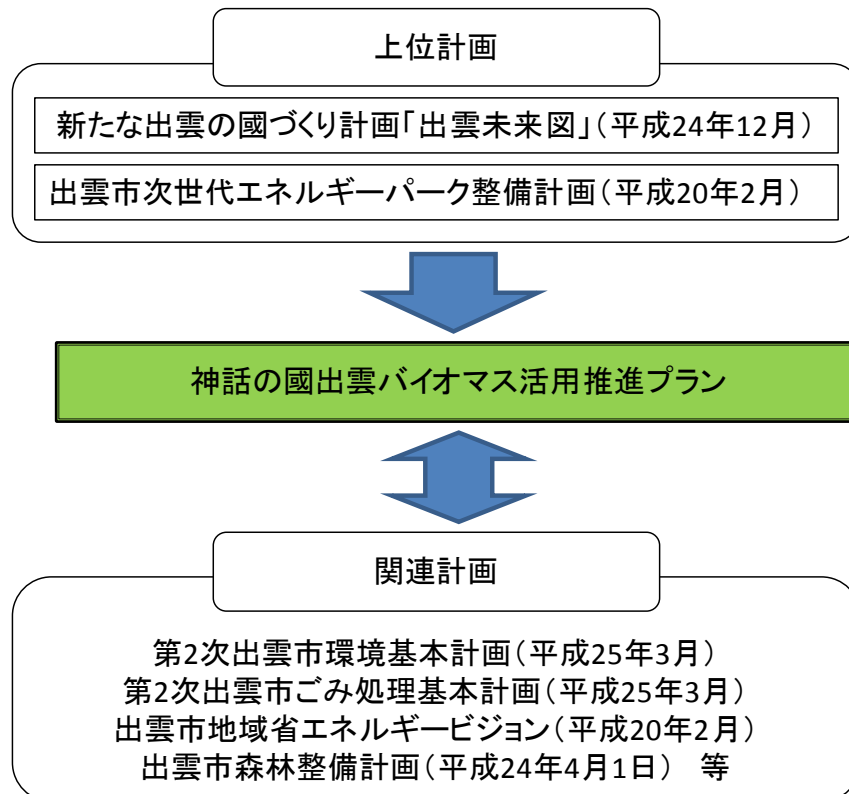 上位計画
新たな出雲の國づくり計画「出雲未来図」(平成24年12月)
出雲市次世代エネルギーパーク整備計画(平成20年2月)
神話の國出雲バイオマス活用推進プラン
関連計画
第2次出雲市環境基本計画(平成25年3月)
第2次出雲市ごみ処理基本計画(平成25年3月)
出雲市地域省エネルギービジョン(平成20年2月)
出雲市森林整備計画(平成24年4月1日) 等